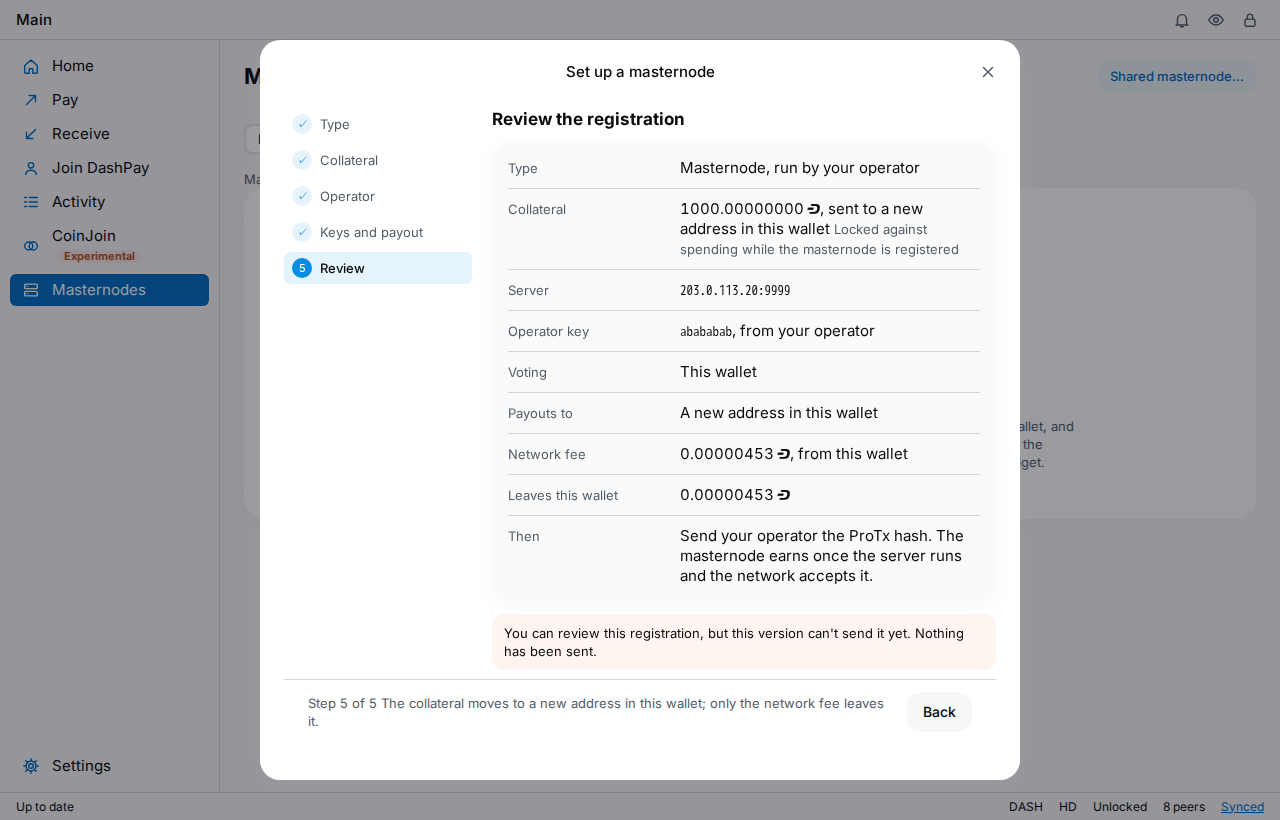 Main
Home
Pay
Receive
Join DashPay
Activity
CoinJoin
Experimental
Masternodes
Settings
Shared masternode...
Set up a masternode
Type
Collateral
Operator
Keys and payout
5 Review
Review the registration
Type Masternode, run by your operator
Collateral 1000.00000000, sent to a new
address in this wallet Locked against
spending while the masternode is registered
Server 203.0.113.20:9999
Operator key abababab, from your operator
Voting This wallet
Payouts to A new address in this wallet
Network fee 0.00000453, from this wallet
Leaves this wallet 0.00000453
Then Send your operator the ProTx hash. The
masternode earns once the server runs
and the network accepts it.
You can review this registration, but this version can't send it yet. Nothing
has been sent.
Step 5 of 5 The collateral moves to a new address in this wallet; only the network fee leaves
it.
Back
and
the
Up to date
DASH HD Unlocked 8 peers Synced